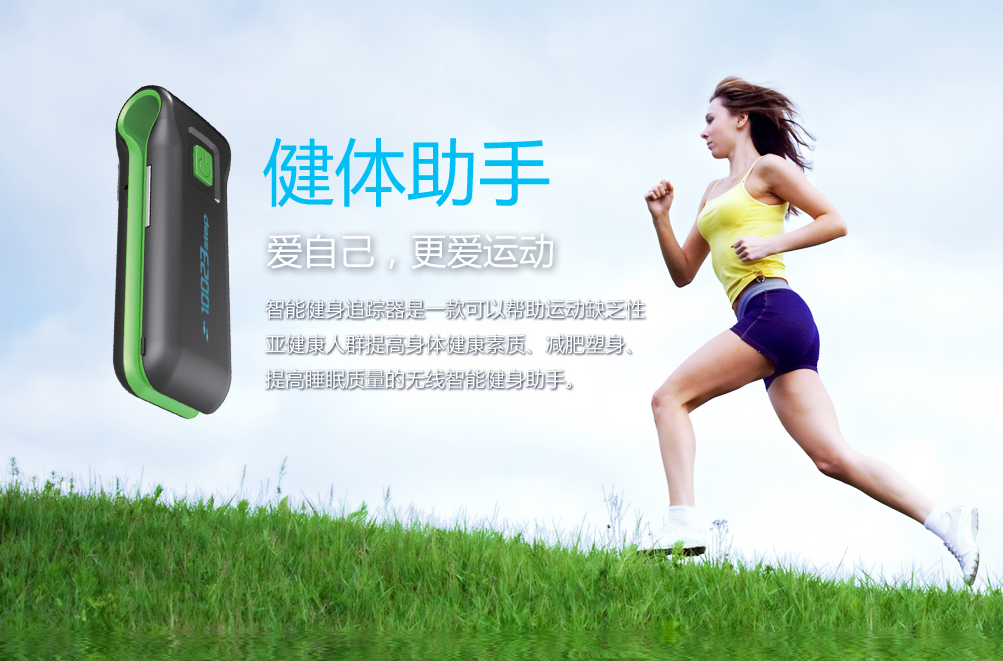 健体助手
爱自己，更爱运动
智能健身追踪器是一款可以帮助运动缺乏性
亚健康人群提高身体健康素质、减肥塑身、
提高睡眠质量的无线智能健身助手。